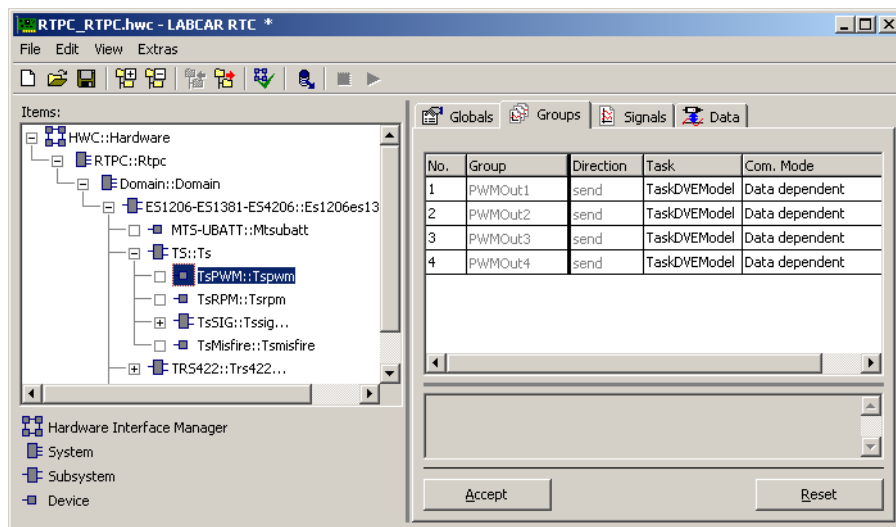 RTPC_RTPC.hwc - LABCAR RTC *
File Edit View Extras
Items:
HWC::Hardware
RTPC::Rtpc
Domain::Domain
ES1206-ES1381-ES4206::Es1206es13
MTS-UBATT::Mtsubatt
TS::Ts
TsPWM::Tspwm
TsRPM::Tsrpm
TsSIG::Tssig...
TsMisfire::Tsmisfire
TRS422::Trs422...
Hardware Interface Manager
System
Subsystem
Device
Globals Groups Signals Data
No. Group Direction Task Com. Mode
1 PWMOut1 send TaskDVEModel Data dependent
2 PWMOut2 send TaskDVEModel Data dependent
3 PWMOut3 send TaskDVEModel Data dependent
4 PWMOut4 send TaskDVEModel Data dependent
Accept Reset